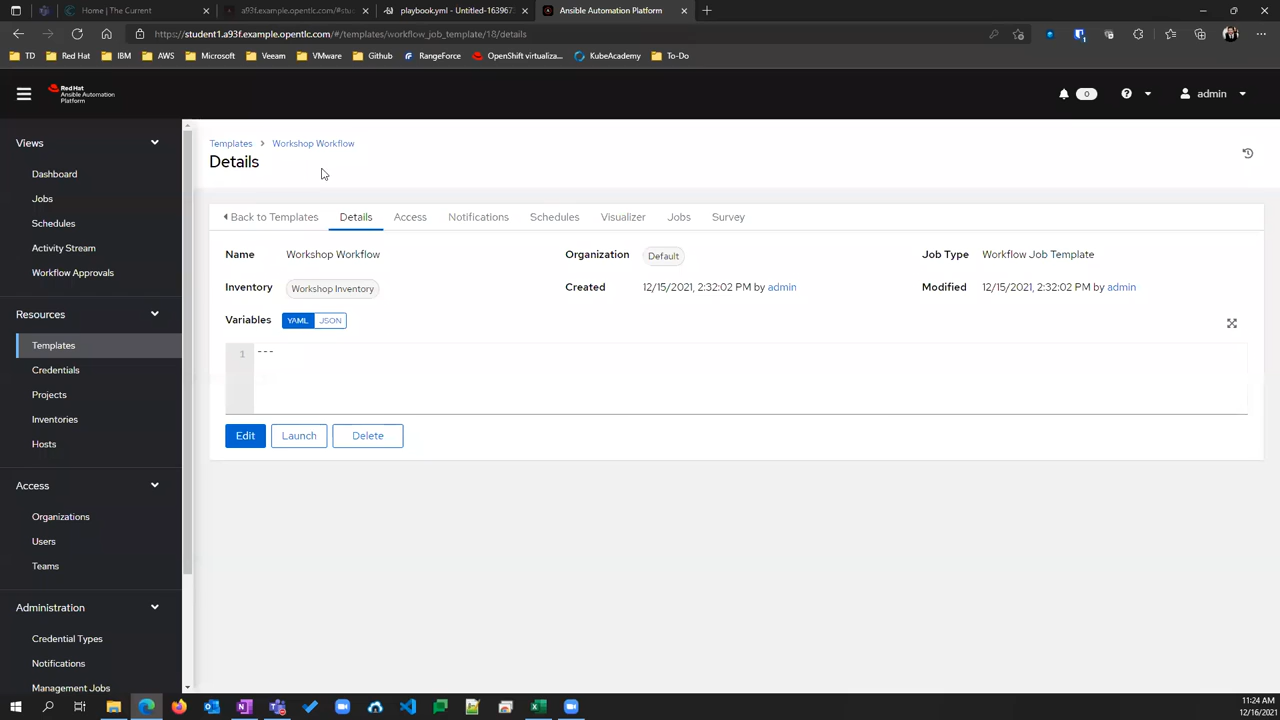 Home | The Current
a93f.example.opentlc.com/#stu
playbook.yml - Untitled-163967
Ansible Automation Platform
https://student1.a93f.example.opentlc.com/#/templates/workflow_job_template/18/details
TD
Red Hat
IBM
AWS
Microsoft
Veeam
VMware
Github
RangeForce
OpenShift virtualiza...
KubeAcademy
To-Do
Red Hat
Ansible Automation
Platform
0
admin
Views
Dashboard
Jobs
Schedules
Activity Stream
Workflow Approvals
Resources
Templates
Credentials
Projects
Inventories
Hosts
Access
Organizations
Users
Teams
Administration
Credential Types
Notifications
Management Jobs
Templates > Workshop Workflow
Details
Back to Templates
Details
Access
Notifications
Schedules
Visualizer
Jobs
Survey
Name Workshop Workflow
Organization Default
Job Type Workflow Job Template
Inventory Workshop Inventory
Created 12/15/2021, 2:32:02 PM by admin
Modified 12/15/2021, 2:32:02 PM by admin
Variables YAML JSON
1 ---
Edit
Launch
Delete
11:24 AM
12/16/2021